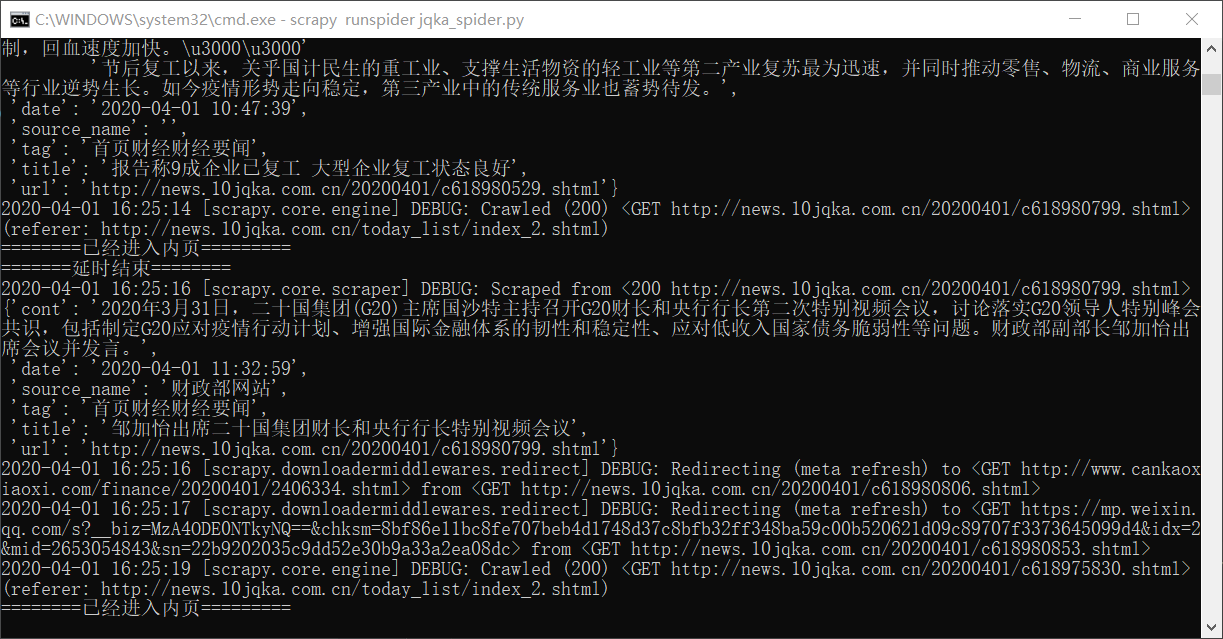 C:\WINDOWS\system32\cmd.exe - scrapy  runspider jqka_spider.py
制，回血速度加快。\u3000\u3000'
         '节后复工以来，关乎国计民生的重工业、支撑生活物资的轻工业等第二产业复苏最为迅速，并同时推动零售、物流、商业服务
等行业逆势生长。如今疫情形势走向稳定，第三产业中的传统服务业也蓄势待发。',
 'date': '2020-04-01 10:47:39',
 'source_name': '',
 'tag': '首页财经财经要闻',
 'title': '报告称9成企业已复工 大型企业复工状态良好',
 'url': 'http://news.10jqka.com.cn/20200401/c618980529.shtml'}
2020-04-01 16:25:14 [scrapy.core.engine] DEBUG: Crawled (200) <GET http://news.10jqka.com.cn/20200401/c618980799.shtml>
(referer: http://news.10jqka.com.cn/today_list/index_2.shtml)
========已经进入内页=========
=======延时结束========
2020-04-01 16:25:16 [scrapy.core.scraper] DEBUG: Scraped from <200 http://news.10jqka.com.cn/20200401/c618980799.shtml>
{'cont': '2020年3月31日，二十国集团(G20)主席国沙特主持召开G20财长和央行行长第二次特别视频会议，讨论落实G20领导人特别峰会
共识，包括制定G20应对疫情行动计划、增强国际金融体系的韧性和稳定性、应对低收入国家债务脆弱性等问题。财政部副部长邹加怡出
席会议并发言。',
 'date': '2020-04-01 11:32:59',
 'source_name': '财政部网站',
 'tag': '首页财经财经要闻',
 'title': '邹加怡出席二十国集团财长和央行行长特别视频会议',
 'url': 'http://news.10jqka.com.cn/20200401/c618980799.shtml'}
2020-04-01 16:25:16 [scrapy.downloadermiddlewares.redirect] DEBUG: Redirecting (meta refresh) to <GET http://www.cankaox
iaoxi.com/finance/20200401/2406334.shtml> from <GET http://news.10jqka.com.cn/20200401/c618980806.shtml>
2020-04-01 16:25:17 [scrapy.downloadermiddlewares.redirect] DEBUG: Redirecting (meta refresh) to <GET https://mp.weixin.
qq.com/s?__biz=MzA4ODE0NTkyNQ==&chksm=8bf86e11bc8fe707beb4d1748d37c8bfb32ff348ba59c00b520621d09c89707f3373645099d4&idx=2
&mid=2653054843&sn=22b9202035c9dd52e30b9a33a2ea08dc> from <GET http://news.10jqka.com.cn/20200401/c618980853.shtml>
2020-04-01 16:25:19 [scrapy.core.engine] DEBUG: Crawled (200) <GET http://news.10jqka.com.cn/20200401/c618975830.shtml>
(referer: http://news.10jqka.com.cn/today_list/index_2.shtml)
========已经进入内页=========